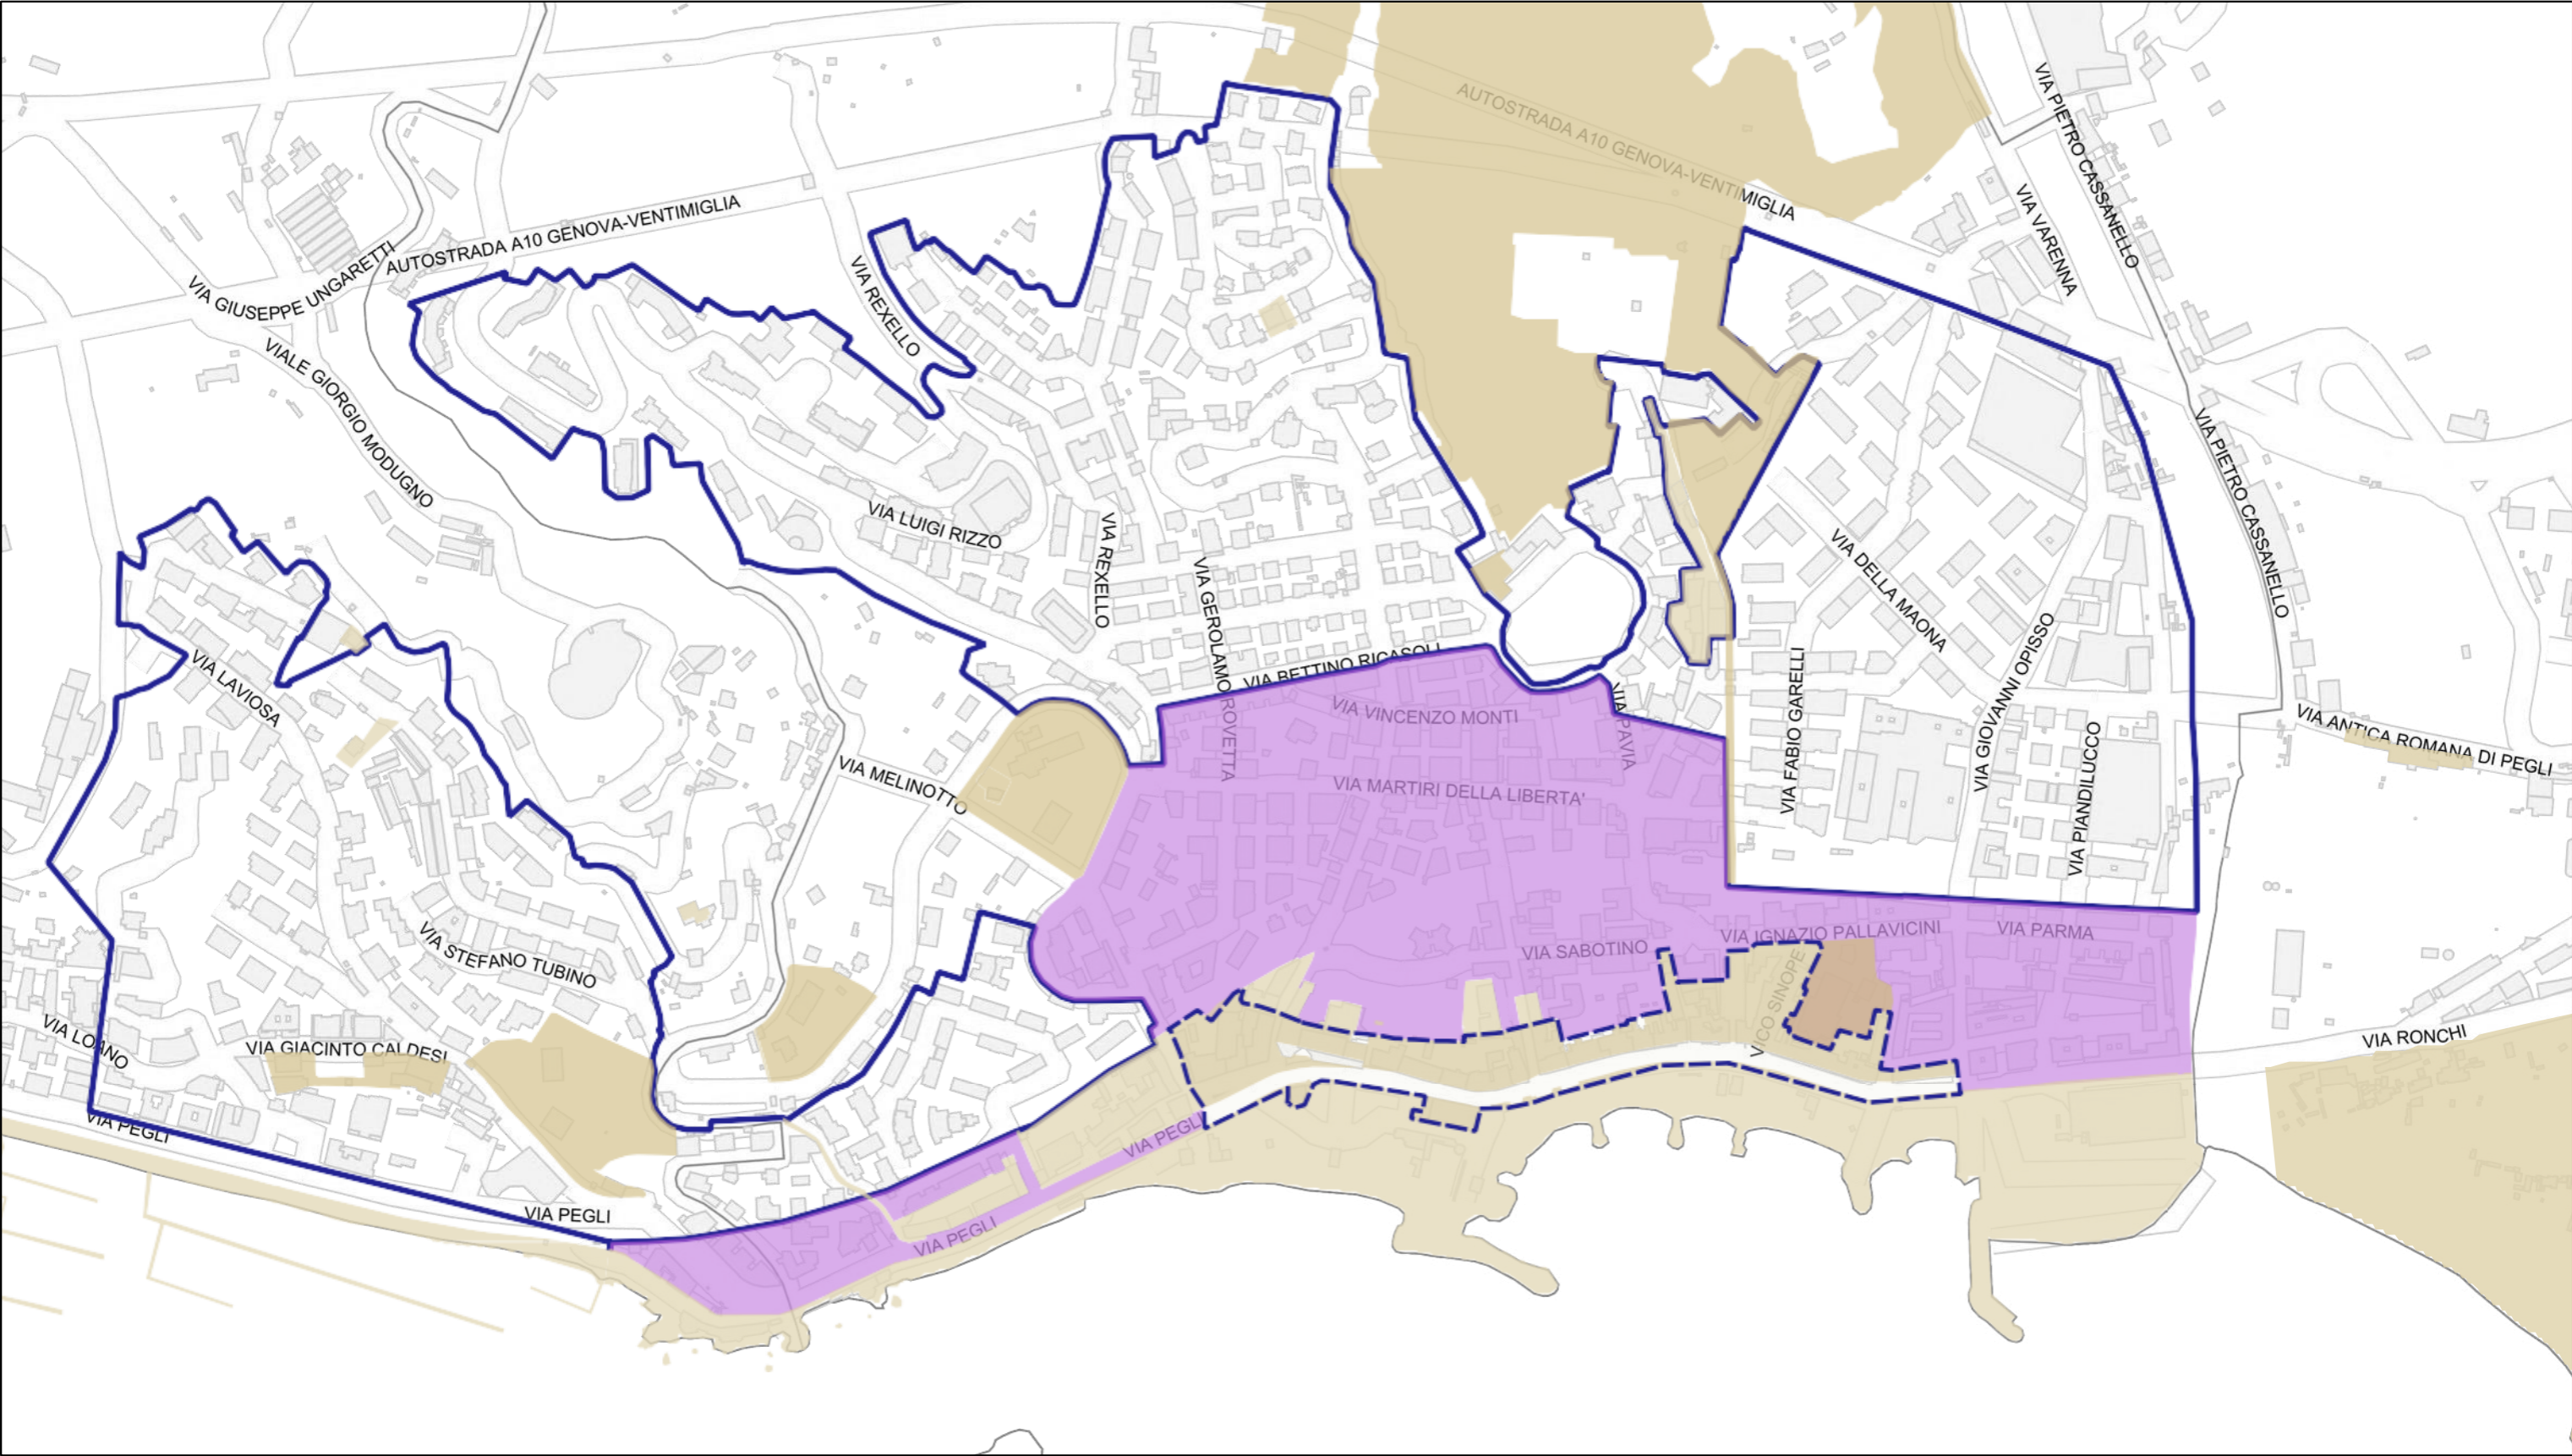 VIA PIETRO CASSANELLO
AUTOSTRADA A10 GENOVA-VENTIMIGLIA
VIA VARENNA
AUTOSTRADA A10 GENOVA-VENTIMIGLIA
VIA GIUSEPPE UNGARETTI
VIA REXELLO
VIALE GIORGIO MODUGNO
VIA PIETRO CASSANELLO
VIA LUIGI RIZZO
VIA REXELLO
VIA GEROLAMO ROVETTA
VIA DELLA MAONA
VIA GIOVANNI OPISSO
VIA BETTINO RICASOLI
VIA LAVIOSA
VIA VINCENZO MONTI
VIA PAVIA
VIA FABIO GARELLI
VIA PIANDILUCCO
VIA ANTICA ROMANA DI PEGLI
VIA MELINOTTO
VIA MARTIRI DELLA LIBERTA'
VIA STEFANO TUBINO
VIA SABOTINO
VIA IGNAZIO PALLAVICINI
VIA PARMA
VICO SINOPE
VIA LOANO
VIA GIACINTO CALDESI
VIA RONCHI
VIA PEGLI
VIA PEGLI
VIA PEGLI
VIA PEGLI